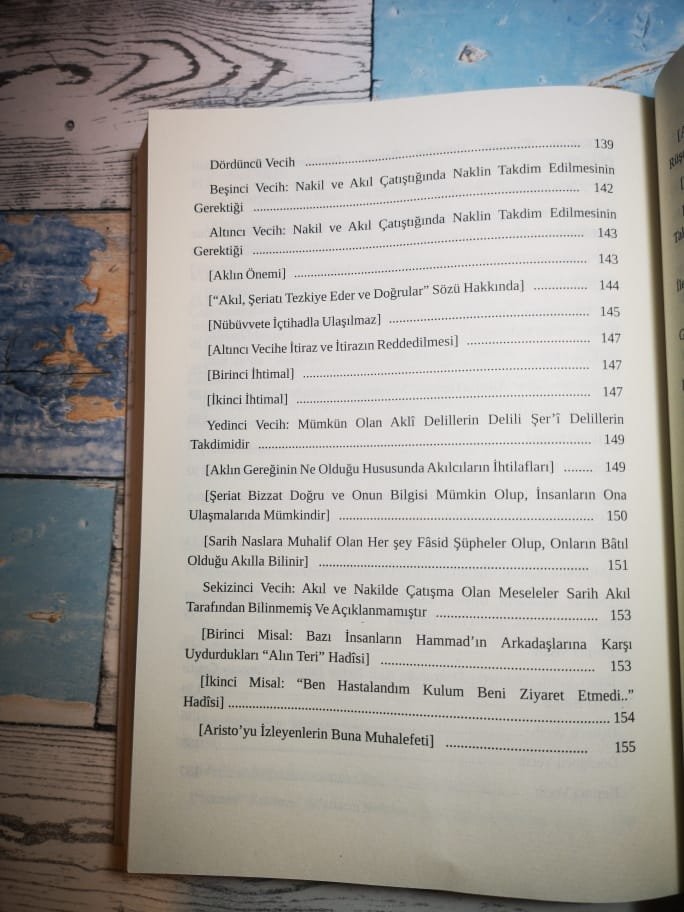 Dördüncü Vecih ........ 139
Beşinci Vecih: Nakil ve Akıl Çatıştığında Naklin Takdim Edilmesinin
Gerektiği ........ 142
Altıncı Vecih: Nakil ve Akıl Çatıştığında Naklin Takdim Edilmesinin
Gerektiği ........ 143
[Aklın Önemi] ........ 143
[“Akıl, Şeriatı Tezkiye Eder ve Doğrular” Sözü Hakkında] ........ 144
[Nübüvvete İçtihadla Ulaşılmaz] ........ 145
[Altıncı Vecihe İtiraz ve İtirazın Reddedilmesi] ........ 147
[Birinci İhtimal] ........ 147
[İkinci İhtimal] ........ 147
Yedinci Vecih: Mümkün Olan Aklî Delillerin Delili Şer’î Delillerin
Takdimidir ........ 149
[Aklın Gereğinin Ne Olduğu Hususunda Akılcıların İhtilafları] ........ 149
[Şeriat Bizzat Doğru ve Onun Bilgisi Mümkin Olup, İnsanların Ona
Ulaşmalarıda Mümkindir] ........ 150
[Sarih Naslara Muhalif Olan Her şey Fâsid Şüpheler Olup, Onların Bâtıl
Olduğu Akılla Bilinir] ........ 151
Sekizinci Vecih: Akıl ve Nakilde Çatışma Olan Meseleler Sarih Akıl
Tarafından Bilinmemiş Ve Açıklanmamıştır ........ 153
[Birinci Misal: Bazı İnsanların Hammad’ın Arkadaşlarına Karşı
Uydurdukları “Alın Teri” Hadîsi] ........ 153
[İkinci Misal: “Ben Hastalandım Kulum Beni Ziyaret Etmedi..”
Hadîsi] ........ 154
[Aristo’yu İzleyenlerin Buna Muhalefeti] ........ 155